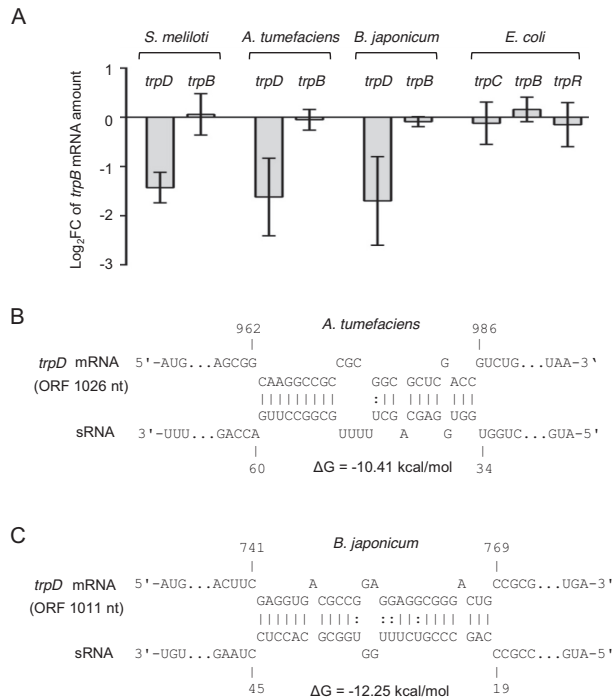 A
S. meliloti A. tumefaciens B. japonicum E. coli
trpD trpB trpD trpB trpD trpB trpC trpB trpR
Log2FC of trpB mRNA amount
1
0
-1
-2
-3
B
A. tumefaciens
962 986
CGC G
trpD mRNA 5'-AUG...AGCGG GUCUG...UAA-3'
(ORF 1026 nt)
CAAGGCCGC GGC GCUC ACC
||||||||| :|| |||| |||
GUUCCGGCG UCG CGAG UGG
sRNA 3'-UUU...GACCA UUUU A G UGGUC...GUA-5'
60 34
ΔG = -10.41 kcal/mol
C
B. japonicum
741 769
trpD mRNA 5'-AUG...ACUUC A GA A CCGCG...UGA-3'
(ORF 1011 nt)
GAGGUG CGCCG GGAGGCGGG CUG
|||||| ||||: ::||:|||| |||
CUCCAC GCGGU UUUCUGCCC GAC
sRNA 3'-UGU...GAAUC GG CCGCC...GUA-5'
45 19
ΔG = -12.25 kcal/mol